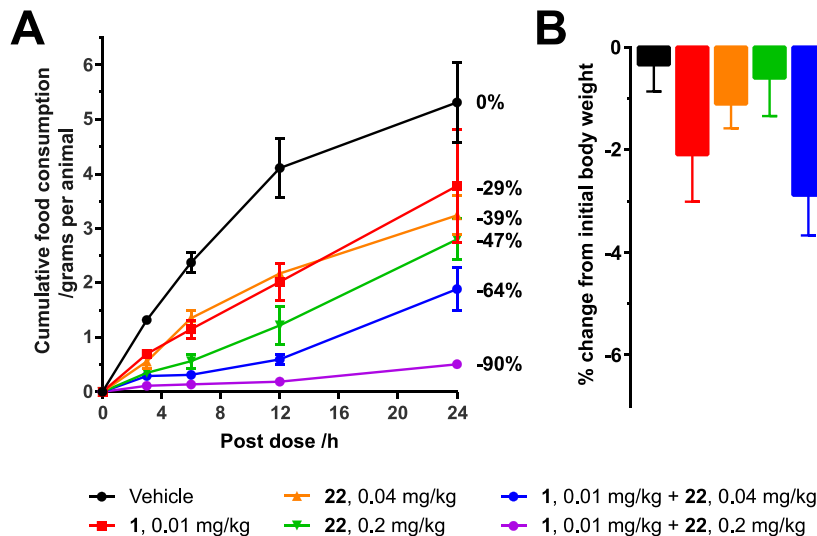 A
Cumulative food consumption
/grams per animal
6
5
4
3
2
1
0
0 4 8 12 16 20 24
Post dose /h
0%
-29%
-39%
-47%
-64%
-90%
B
% change from initial body weight
0
-2
-4
-6
Vehicle
1, 0.01 mg/kg
22, 0.04 mg/kg
22, 0.2 mg/kg
1, 0.01 mg/kg + 22, 0.04 mg/kg
1, 0.01 mg/kg + 22, 0.2 mg/kg